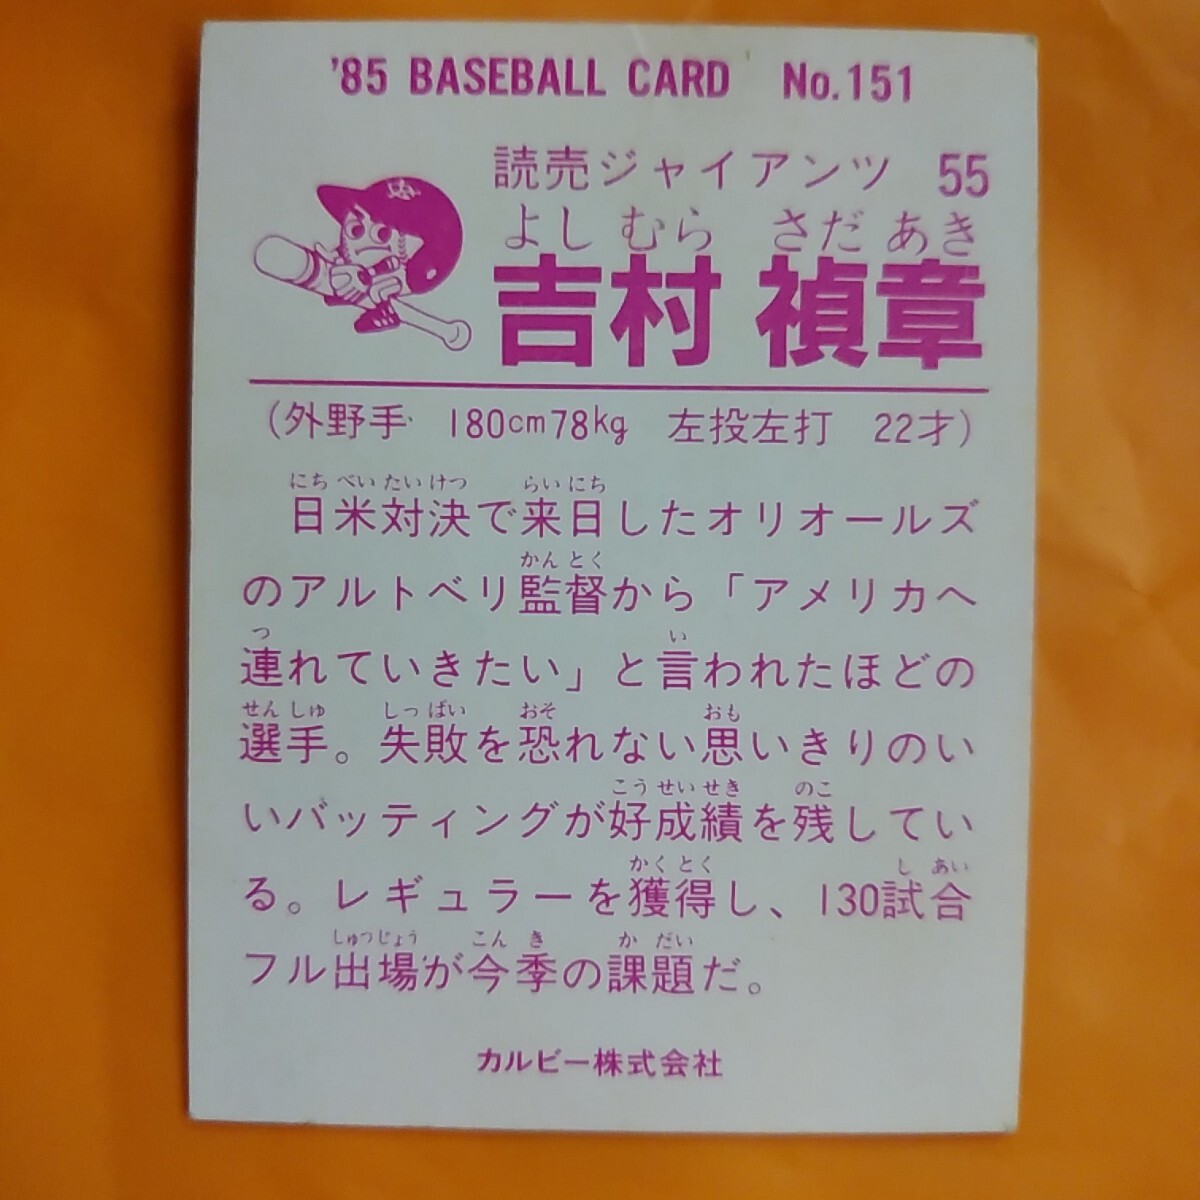 '85 BASEBALL CARD No.151
読売ジャイアンツ 55
よし むら さだ あき
吉村 禎章
(外野手 180cm78kg 左投左打 22才)
にち べい たい けつ らい にち
日米対決で来日したオリオールズ
かん とく
のアルトベリ監督から「アメリカへ
つ い
連れていきたい」と言われたほどの
せん しゅ しっ ぱい おそ おも
選手。失敗を恐れない思いきりのい
こう せい せき のこ
いバッティングが好成績を残してい
かく とく し あい
る。レギュラーを獲得し、130試合
しゅつ じょう こん き か だい
フル出場が今季の課題だ。
カルビー株式会社